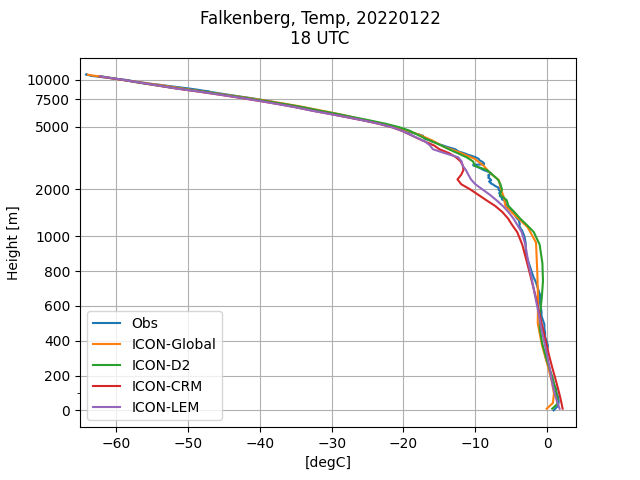 Falkenberg, Temp, 20220122
18 UTC
10000
7500
5000
2000
1000
800
600
400
200
0
Height [m]
Obs
ICON-Global
ICON-D2
ICON-CRM
ICON-LEM
−60 −50 −40 −30 −20 −10 0
[degC]